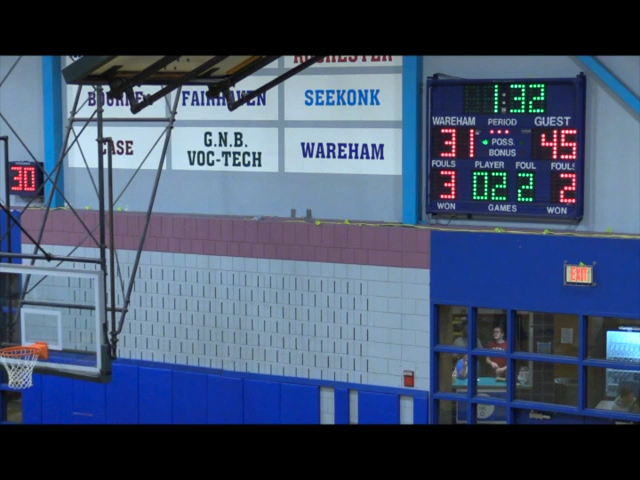 ROCHESTER
BOURNE FAIRHAVEN SEEKONK
CASE G.N.B. VOC-TECH WAREHAM
30
1:32
WAREHAM PERIOD GUEST
31 POSS. 45
BONUS
FOULS PLAYER FOUL FOULS
3 02 2 2
WON GAMES WON
EXIT